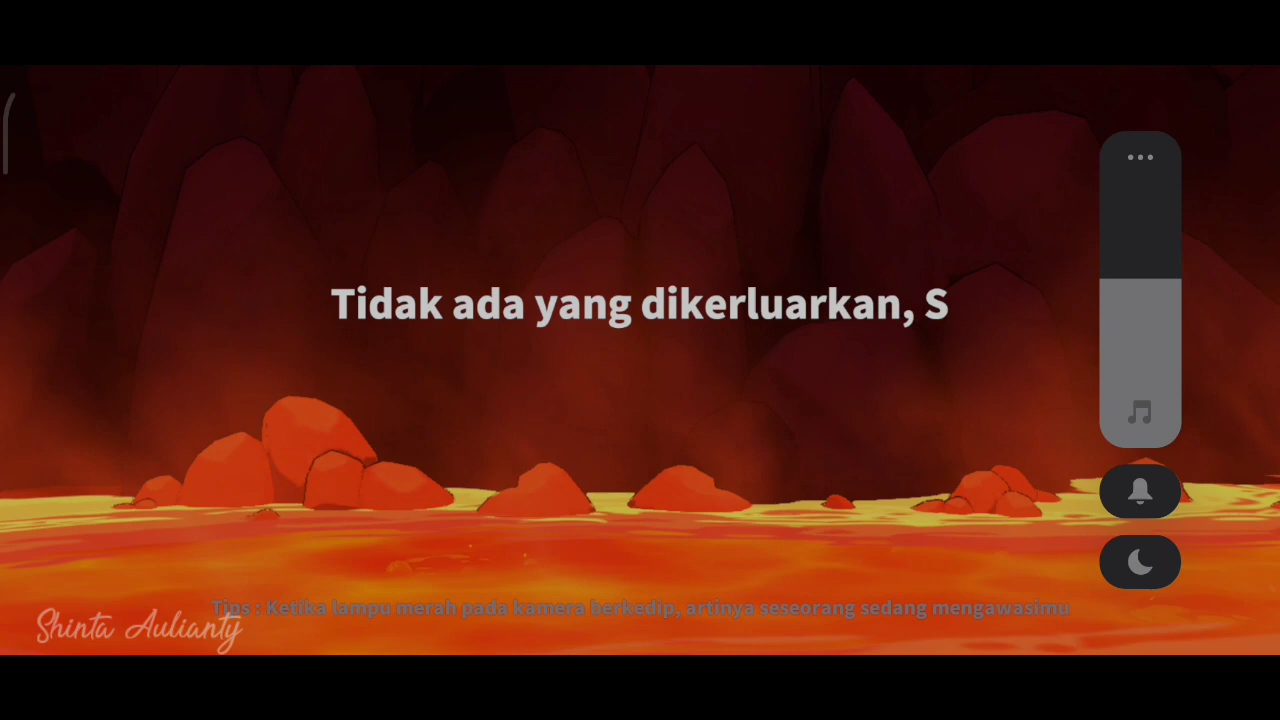 Tidak ada yang dikerluarkan, S
Tips : Ketika lampu merah pada kamera berkedip, artinya seseorang sedang mengawasimu
Shinta Aulianty